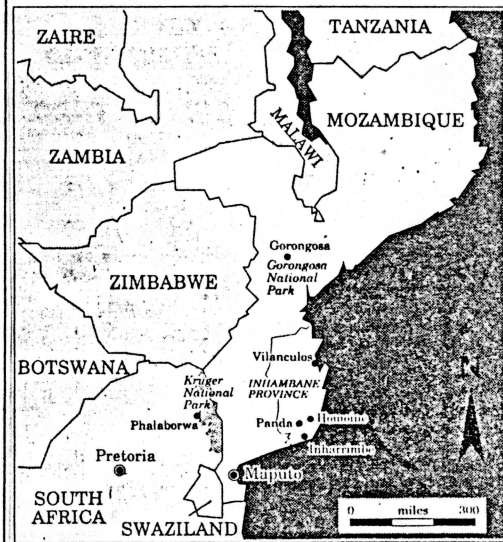 ZAIRE
TANZANIA
MALAWI
MOZAMBIQUE
ZAMBIA
Gorongosa
Gorongosa
National
Park
ZIMBABWE
Vilanculos
BOTSWANA
Kruger
National
Park
INHAMBANE
PROVINCE
Phalaborwa
Panda
Inharrime
Pretoria
Maputo
SOUTH
AFRICA
SWAZILAND
0 miles 300